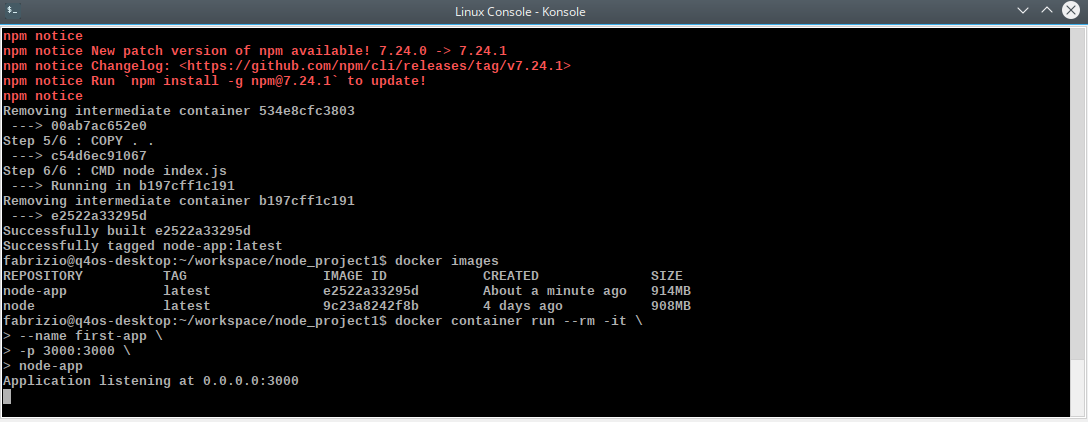 Linux Console - Konsole
npm notice
npm notice New patch version of npm available! 7.24.0 -> 7.24.1
npm notice Changelog: <https://github.com/npm/cli/releases/tag/v7.24.1>
npm notice Run `npm install -g npm@7.24.1` to update!
npm notice
Removing intermediate container 534e8cfc3803
 ---> 00ab7ac652e0
Step 5/6 : COPY . .
 ---> c54d6ec91067
Step 6/6 : CMD node index.js
 ---> Running in b197cff1c191
Removing intermediate container b197cff1c191
 ---> e2522a33295d
Successfully built e2522a33295d
Successfully tagged node-app:latest
fabrizio@q4os-desktop:~/workspace/node_project1$ docker images
REPOSITORY          TAG                 IMAGE ID            CREATED              SIZE
node-app            latest              e2522a33295d        About a minute ago   914MB
node                latest              9c23a8242f8b        4 days ago           908MB
fabrizio@q4os-desktop:~/workspace/node_project1$ docker container run --rm -it \
> --name first-app \
> -p 3000:3000 \
> node-app
Application listening at 0.0.0.0:3000